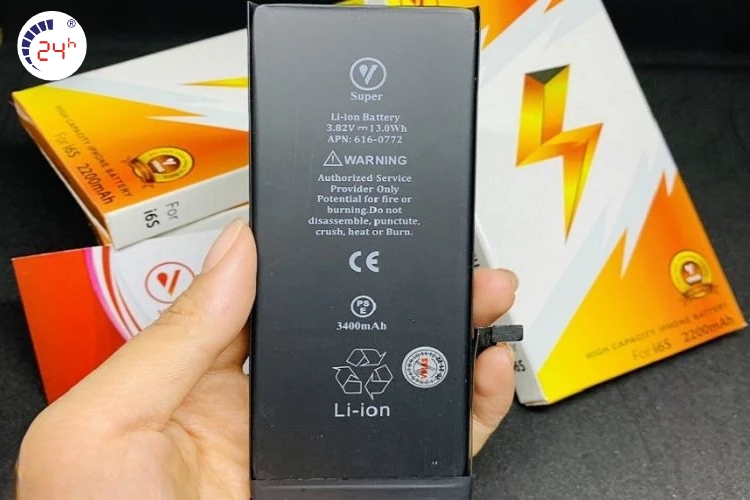 24h
®
Super
Li-ion Battery
3.82V ⎓ 13.0Wh
APN: 616-0772
WARNING
Authorized Service
Provider Only
Potential for fire or
burning.Do not
disassemble, punctute,
crush, heat or Burn.
CE
PS
E
3400mAh
Li-ion
HIGH CAPACITY IPHONE BATTERY
For i6S 2200mAh
For
i6S
HIGH CAPACITY IPHONE BATTERY
For i6S 2200mAh
i6S